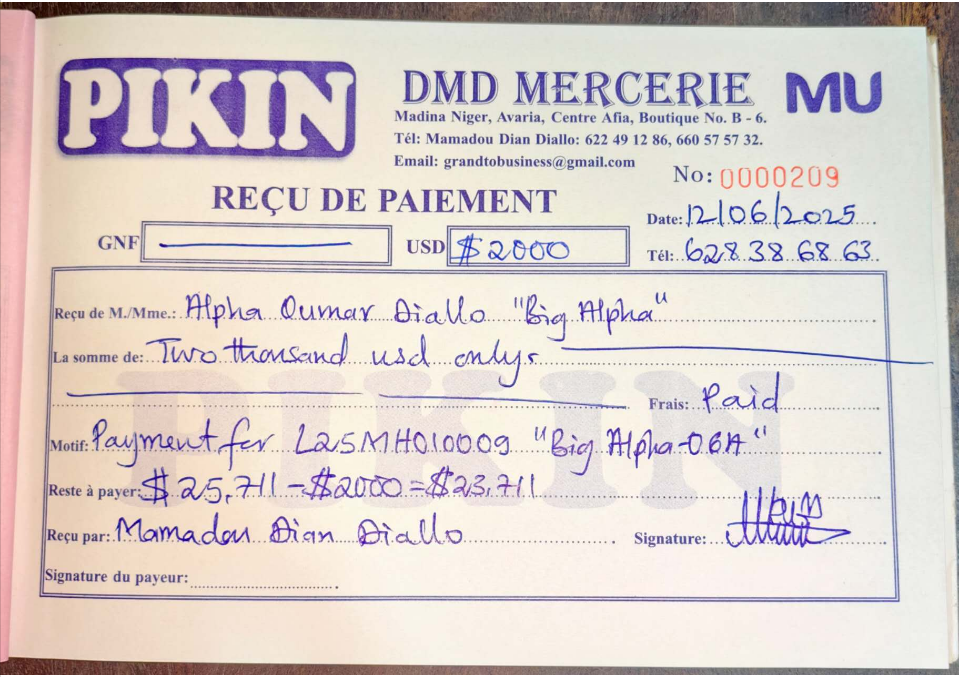 PIKIN
DMD MERCERIE
MU
Madina Niger, Avaria, Centre Afia, Boutique No. B - 6.
Tél: Mamadou Dian Diallo: 622 49 12 86, 660 57 57 32.
Email: grandtobusiness@gmail.com
No: 0000209
REÇU DE PAIEMENT
Date: 12/06/2025
GNF USD $2000
Tél: 628.38.68.63.
Reçu de M./Mme.: Alpha Oumar Diallo "Big Alpha"
La somme de: Two thousand usd only.
Frais: Paid
PIKIN
Motif: Payment for L25MH010009 "Big Alpha-06A"
Reste à payer: $25,711 - $2000 = $23,711
Reçu par: Mamadou Dian Diallo Signature:
Signature du payeur: